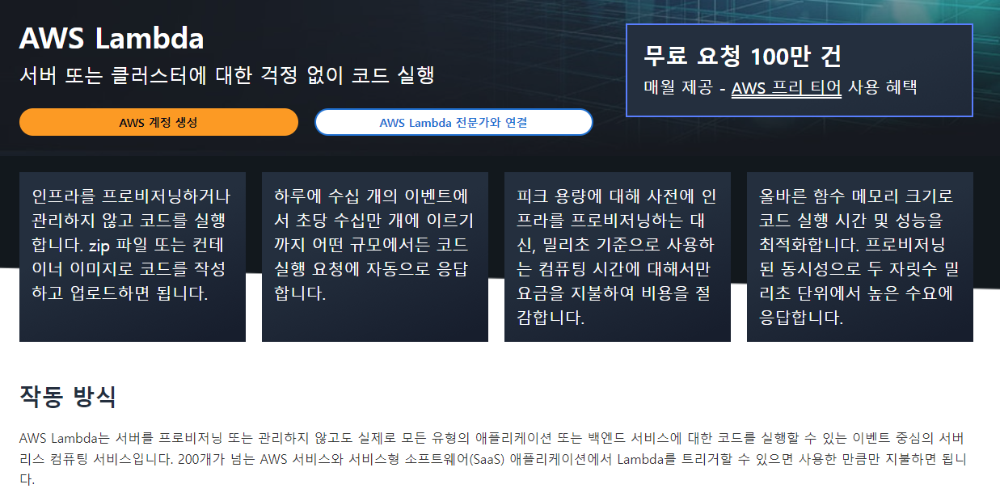 AWS Lambda
서버 또는 클러스터에 대한 걱정 없이 코드 실행
AWS 계정 생성
AWS Lambda 전문가와 연결
무료 요청 100만 건
매월 제공 - AWS 프리 티어 사용 혜택
인프라를 프로비저닝하거나
관리하지 않고 코드를 실행
합니다. zip 파일 또는 컨테
이너 이미지로 코드를 작성
하고 업로드하면 됩니다.
하루에 수십 개의 이벤트에
서 초당 수십만 개에 이르기
까지 어떤 규모에서든 코드
실행 요청에 자동으로 응답
합니다.
피크 용량에 대해 사전에 인
프라를 프로비저닝하는 대
신, 밀리초 기준으로 사용하
는 컴퓨팅 시간에 대해서만
요금을 지불하여 비용을 절
감합니다.
올바른 함수 메모리 크기로
코드 실행 시간 및 성능을
최적화합니다. 프로비저닝
된 동시성으로 두 자릿수 밀
리초 단위에서 높은 수요에
응답합니다.
작동 방식
AWS Lambda는 서버를 프로비저닝 또는 관리하지 않고도 실제로 모든 유형의 애플리케이션 또는 백엔드 서비스에 대한 코드를 실행할 수 있는 이벤트 중심의 서버
리스 컴퓨팅 서비스입니다. 200개가 넘는 AWS 서비스와 서비스형 소프트웨어(SaaS) 애플리케이션에서 Lambda를 트리거할 수 있으면 사용한 만큼만 지불하면 됩니
다.